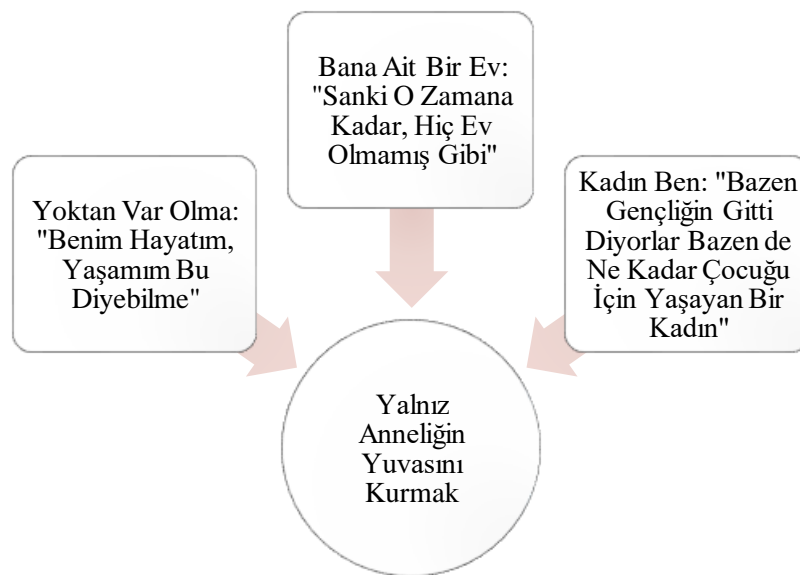 Bana Ait Bir Ev:
"Sanki O Zamana
Kadar, Hiç Ev
Olmamış Gibi"
Yoktan Var Olma:
"Benim Hayatım,
Yaşamım Bu
Diyebilme"
Kadın Ben: "Bazen
Gençliğin Gitti
Diyorlar Bazen de
Ne Kadar Çocuğu
İçin Yaşayan Bir
Kadın"
Yalnız
Anneliğin
Yuvasını
Kurmak